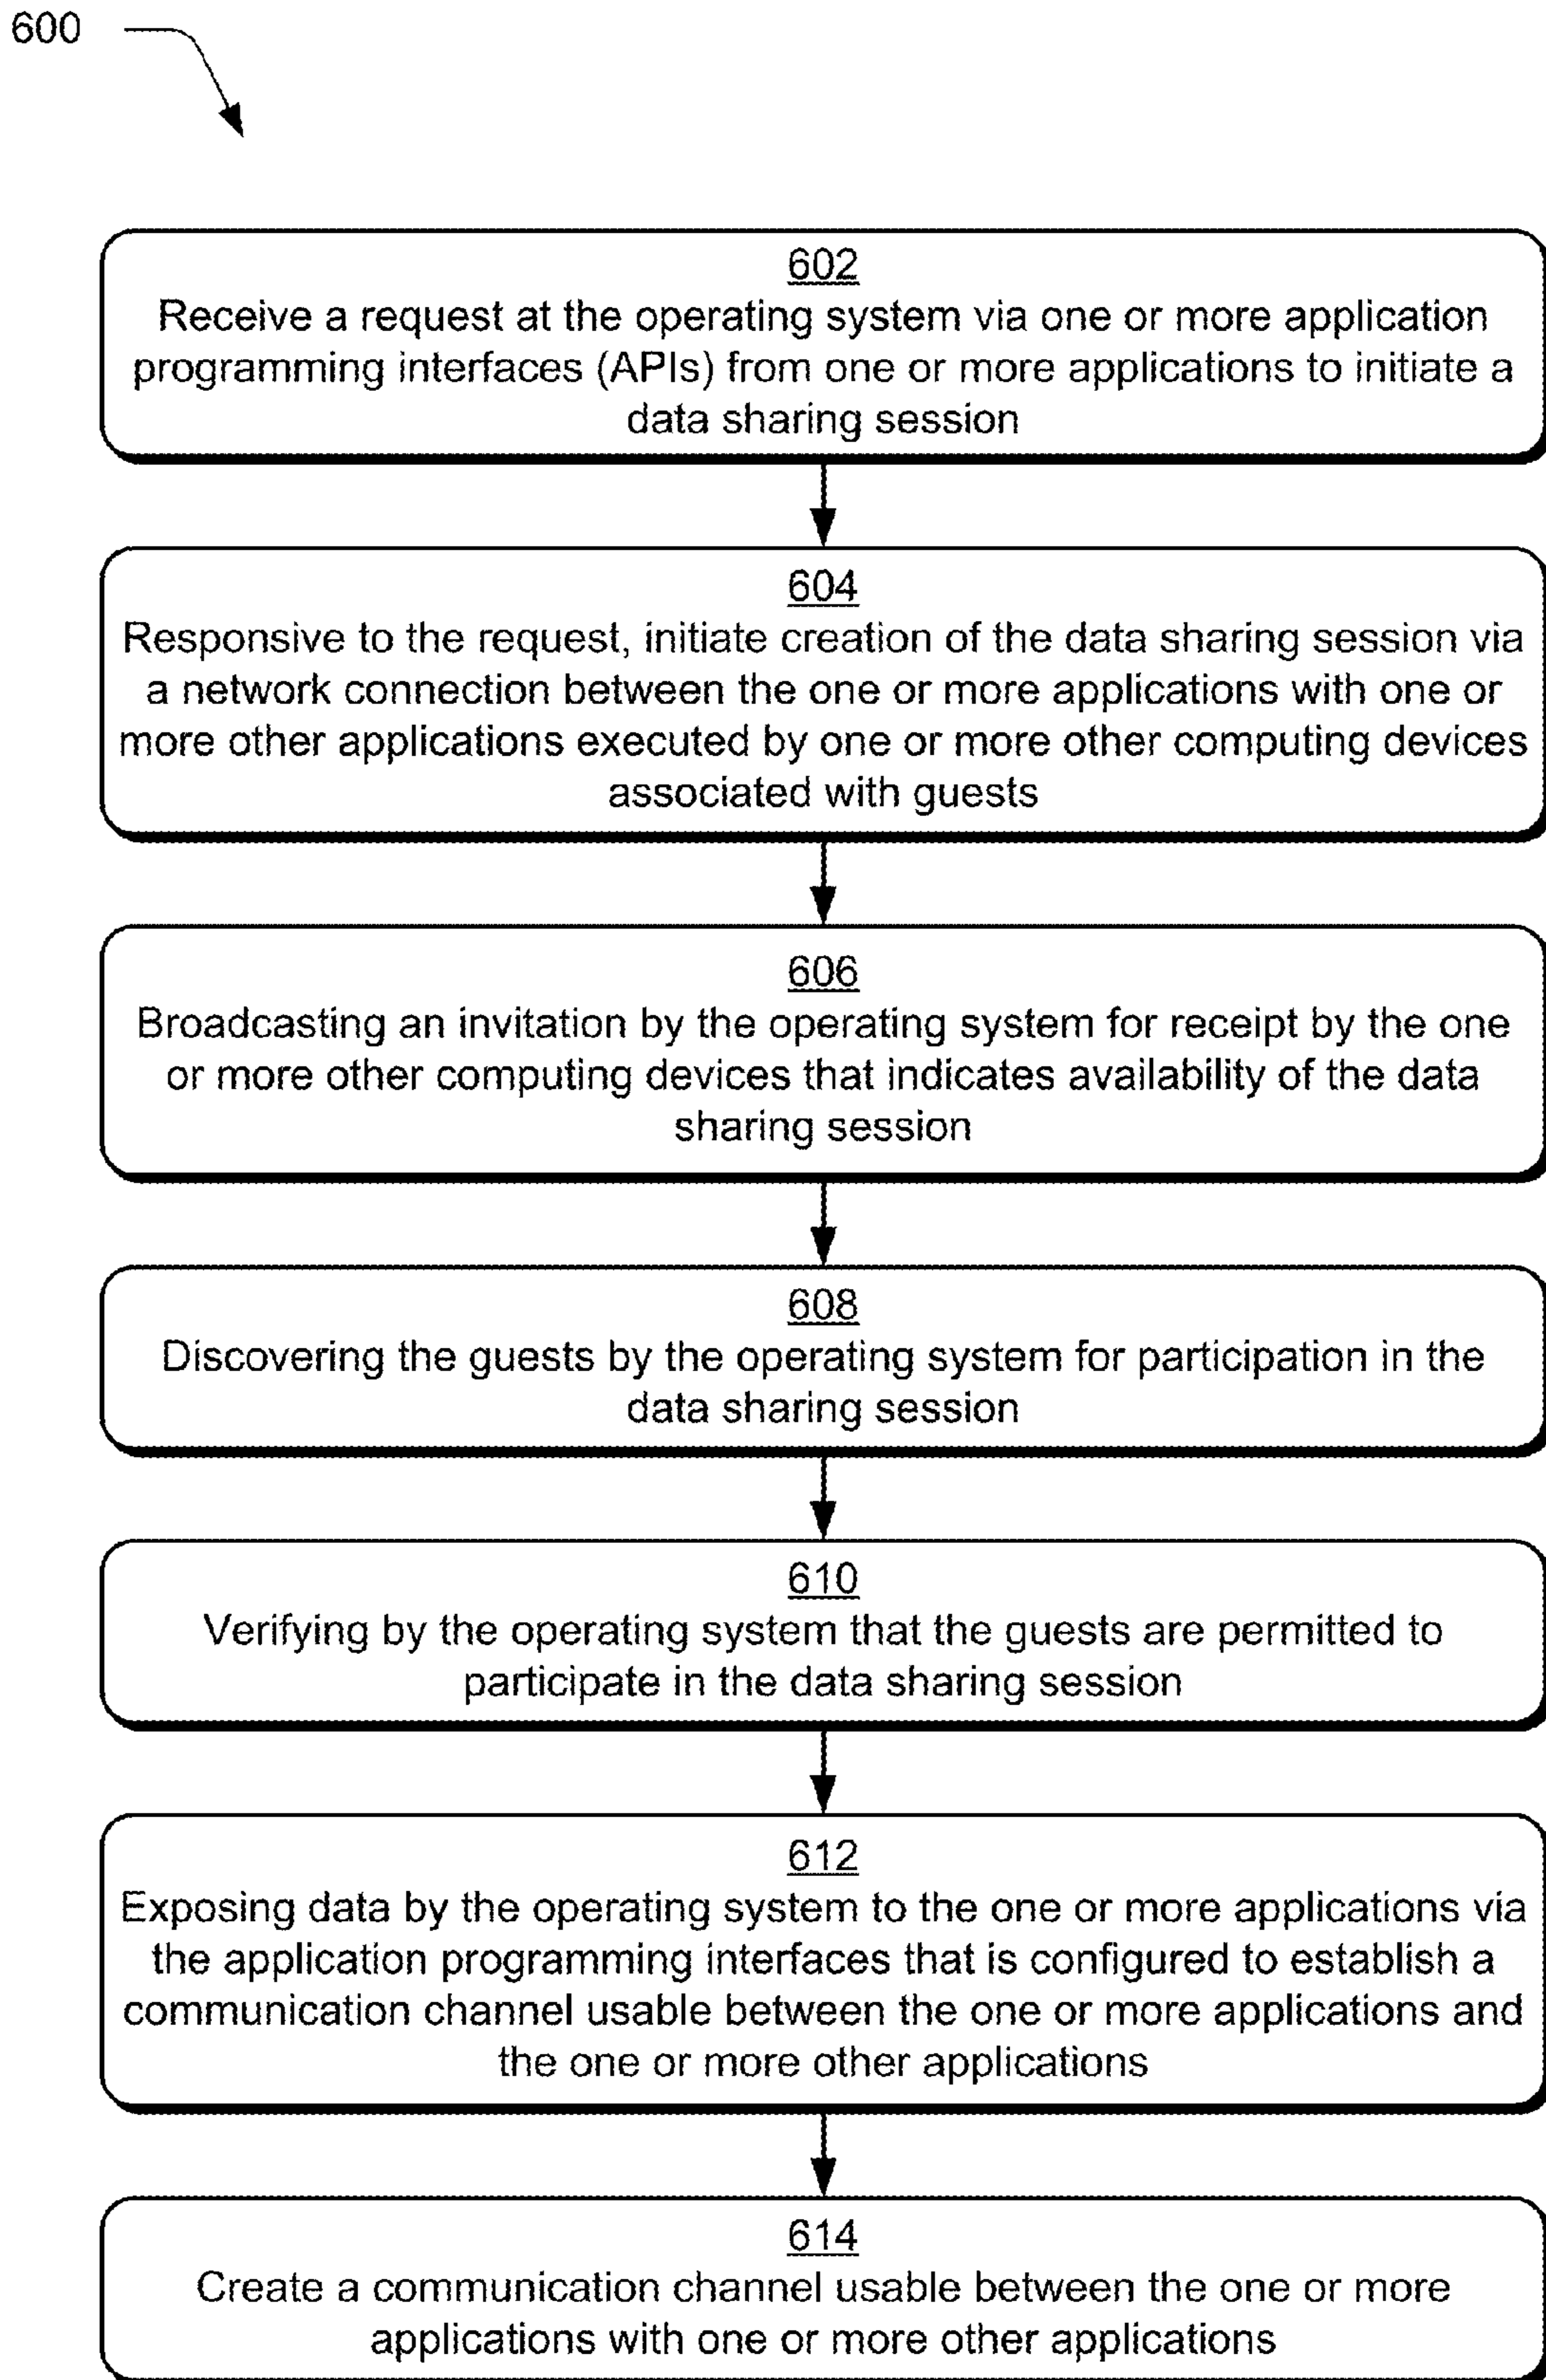 600
602
Receive a request at the operating system via one or more application
programming interfaces (APIs) from one or more applications to initiate a
data sharing session
604
Responsive to the request, initiate creation of the data sharing session via
a network connection between the one or more applications with one or
more other applications executed by one or more other computing devices
associated with guests
606
Broadcasting an invitation by the operating system for receipt by the one
or more other computing devices that indicates availability of the data
sharing session
608
Discovering the guests by the operating system for participation in the
data sharing session
610
Verifying by the operating system that the guests are permitted to
participate in the data sharing session
612
Exposing data by the operating system to the one or more applications via
the application programming interfaces that is configured to establish a
communication channel usable between the one or more applications and
the one or more other applications
614
Create a communication channel usable between the one or more
applications with one or more other applications